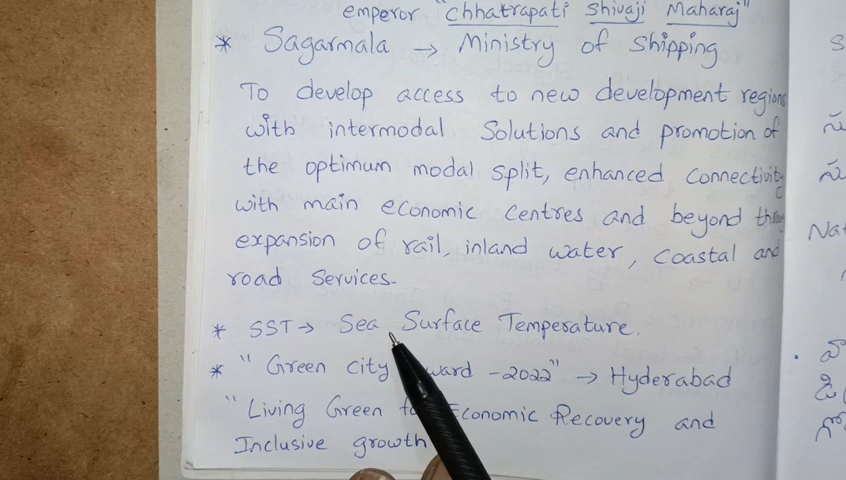 emperor "Chhatrapati Shivaji Maharaj"
* Sagarmala → Ministry of Shipping
To develop access to new development regions
with intermodal Solutions and promotion of
the optimum modal split, enhanced connectivity
with main economic centres and beyond through
expansion of rail, inland water, coastal and
road Services.
* SST → Sea Surface Temperature.
* "Green city ward -2022" → Hyderabad
"Living Green Economic Recovery and
Inclusive growth